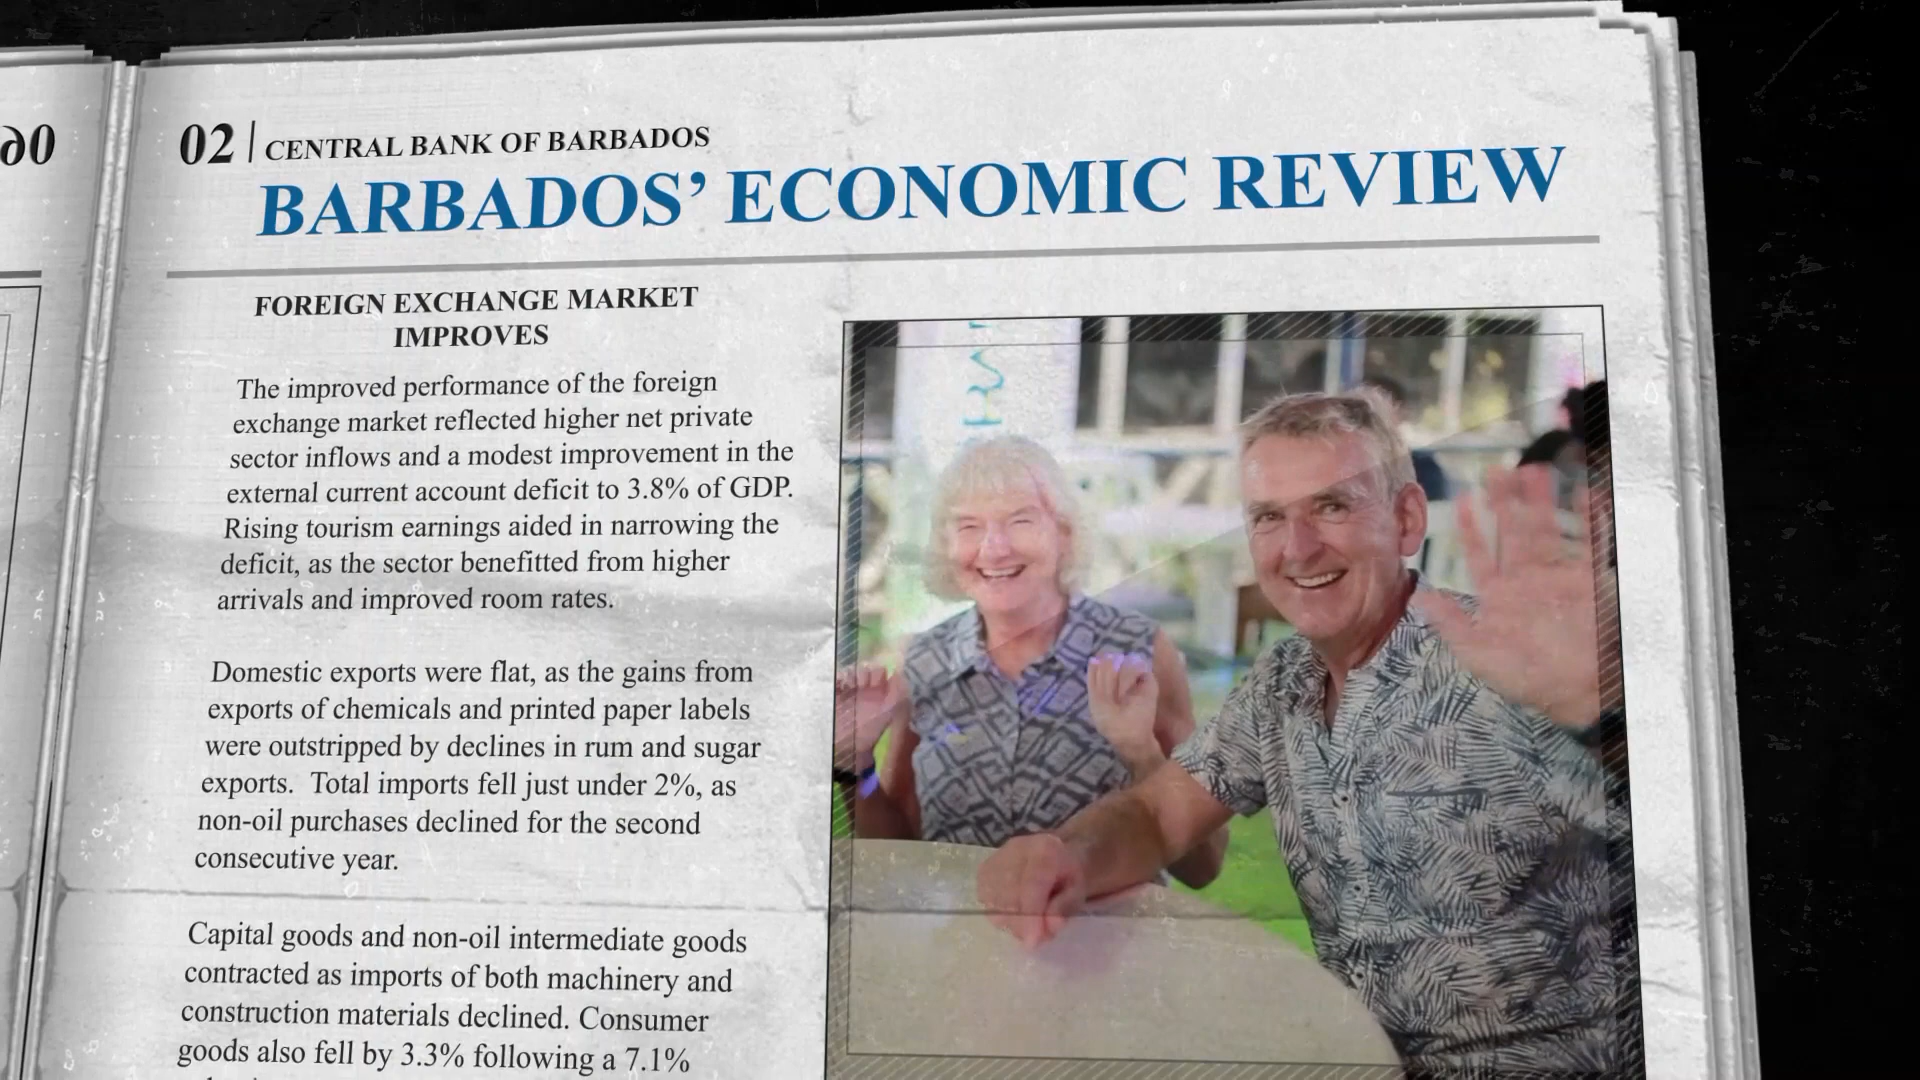 90
02 | CENTRAL BANK OF BARBADOS
BARBADOS’ ECONOMIC REVIEW
FOREIGN EXCHANGE MARKET
IMPROVES
The improved performance of the foreign
exchange market reflected higher net private
sector inflows and a modest improvement in the
external current account deficit to 3.8% of GDP.
Rising tourism earnings aided in narrowing the
deficit, as the sector benefitted from higher
arrivals and improved room rates.
Domestic exports were flat, as the gains from
exports of chemicals and printed paper labels
were outstripped by declines in rum and sugar
exports.  Total imports fell just under 2%, as
non-oil purchases declined for the second
consecutive year.
Capital goods and non-oil intermediate goods
contracted as imports of both machinery and
construction materials declined. Consumer
goods also fell by 3.3% following a 7.1%